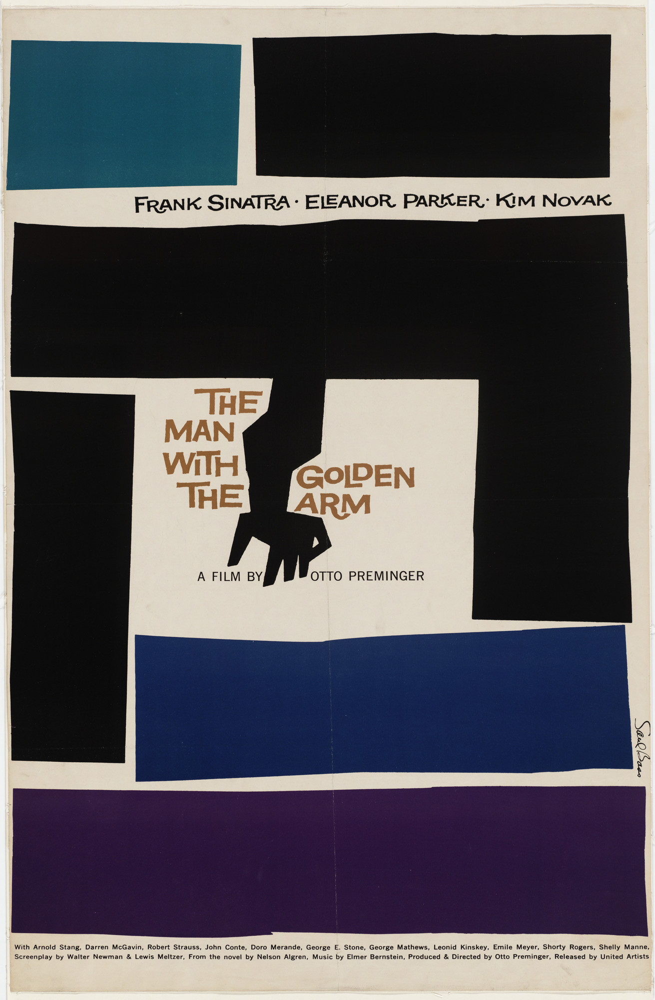 FRANK SINATRA · ELEANOR PARKER · KIM NOVAK
THE
MAN
WITH
THE
GOLDEN
ARM
A FILM BY OTTO PREMINGER
Saul Bass
With Arnold Stang, Darren McGavin, Robert Strauss, John Conte, Doro Merande, George E. Stone, George Mathews, Leonid Kinskey, Emile Meyer, Shorty Rogers, Shelly Manne,
Screenplay by Walter Newman & Lewis Meltzer, From the novel by Nelson Algren, Music by Elmer Bernstein, Produced & Directed by Otto Preminger, Released by United Artists